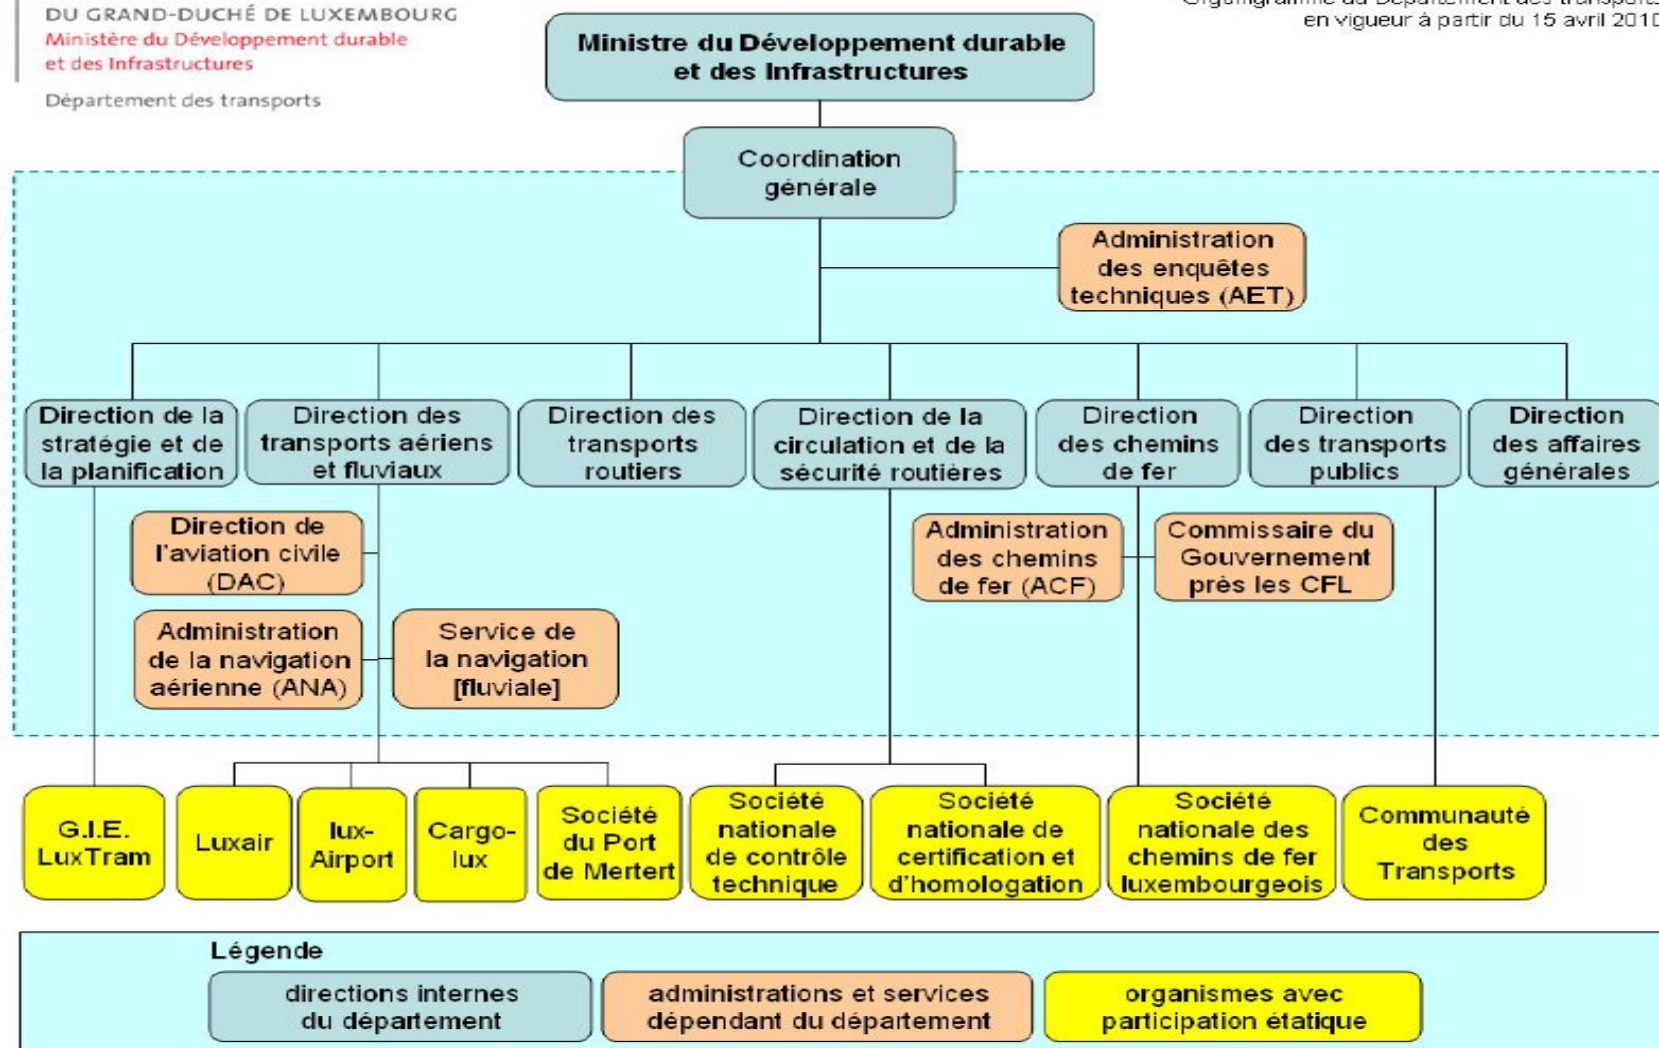 DU GRAND-DUCHÉ DE LUXEMBOURG
Ministère du Développement durable
et des Infrastructures
Département des transports
Organigramme du Département des transports
en vigueur à partir du 15 avril 2010
Ministre du Développement durable
et des Infrastructures
Coordination
générale
Administration
des enquêtes
techniques (AET)
Direction de la
stratégie et de
la planification
Direction des
transports aériens
et fluviaux
Direction des
transports
routiers
Direction de la
circulation et de la
sécurité routières
Direction
des chemins
de fer
Direction
des transports
publics
Direction
des affaires
générales
Direction de
l'aviation civile
(DAC)
Administration
des chemins
de fer (ACF)
Commissaire du
Gouvernement
près les CFL
Administration
de la navigation
aérienne (ANA)
Service de
la navigation
[fluviale]
G.I.E.
LuxTram
Luxair
lux-
Airport
Cargo-
lux
Société
du Port
de Mertert
Société
nationale
de contrôle
technique
Société
nationale de
certification et
d'homologation
Société
nationale des
chemins de fer
luxembourgeois
Communauté
des
Transports
Légende
directions internes
du département
administrations et services
dépendant du département
organismes avec
participation étatique